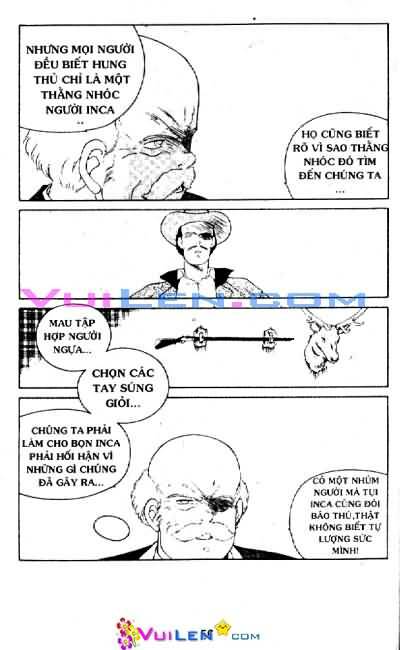 NHƯNG MỌI NGƯỜI
ĐỀU BIẾT HUNG
THỦ CHỈ LÀ MỘT
THẰNG NHÓC
NGƯỜI INCA
..
HỌ CŨNG BIẾT
RÕ VÌ SAO THẰNG
NHÓC ĐÓ TÌM
ĐẾN CHÚNG TA
...
VUILEN.COM
MAU TẬP
HỢP NGƯỜI
NGỰA...
CHỌN CÁC
TAY SÚNG
GIỎI...
CHÚNG TA PHẢI
LÀM CHO BỌN INCA
PHẢI HỐI HẬN VÌ
NHỮNG GÌ CHÚNG
ĐÃ GÂY RA...
CÓ MỘT NHÚM
NGƯỜI MÀ TỤI
INCA CŨNG ĐÒI
BÁO THÙ,THẬT
KHÔNG BIẾT TỰ
LƯỢNG SỨC
MÌNH!
VUILEN.COM